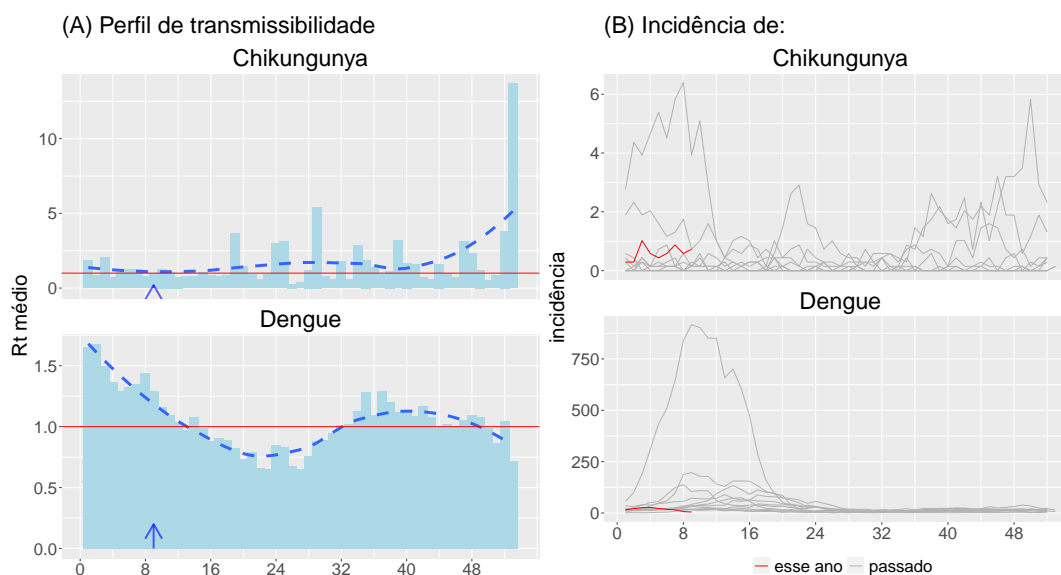 (A) Perfil de transmissibilidade
Chikungunya
10
5
0
Dengue
1.5
1.0
0.5
0.0
0 8 16 24 32 40 48
Rt médio
(B) Incidência de:
Chikungunya
6
4
2
0
Dengue
750
500
250
0
0 8 16 24 32 40 48
incidência
esse ano passado